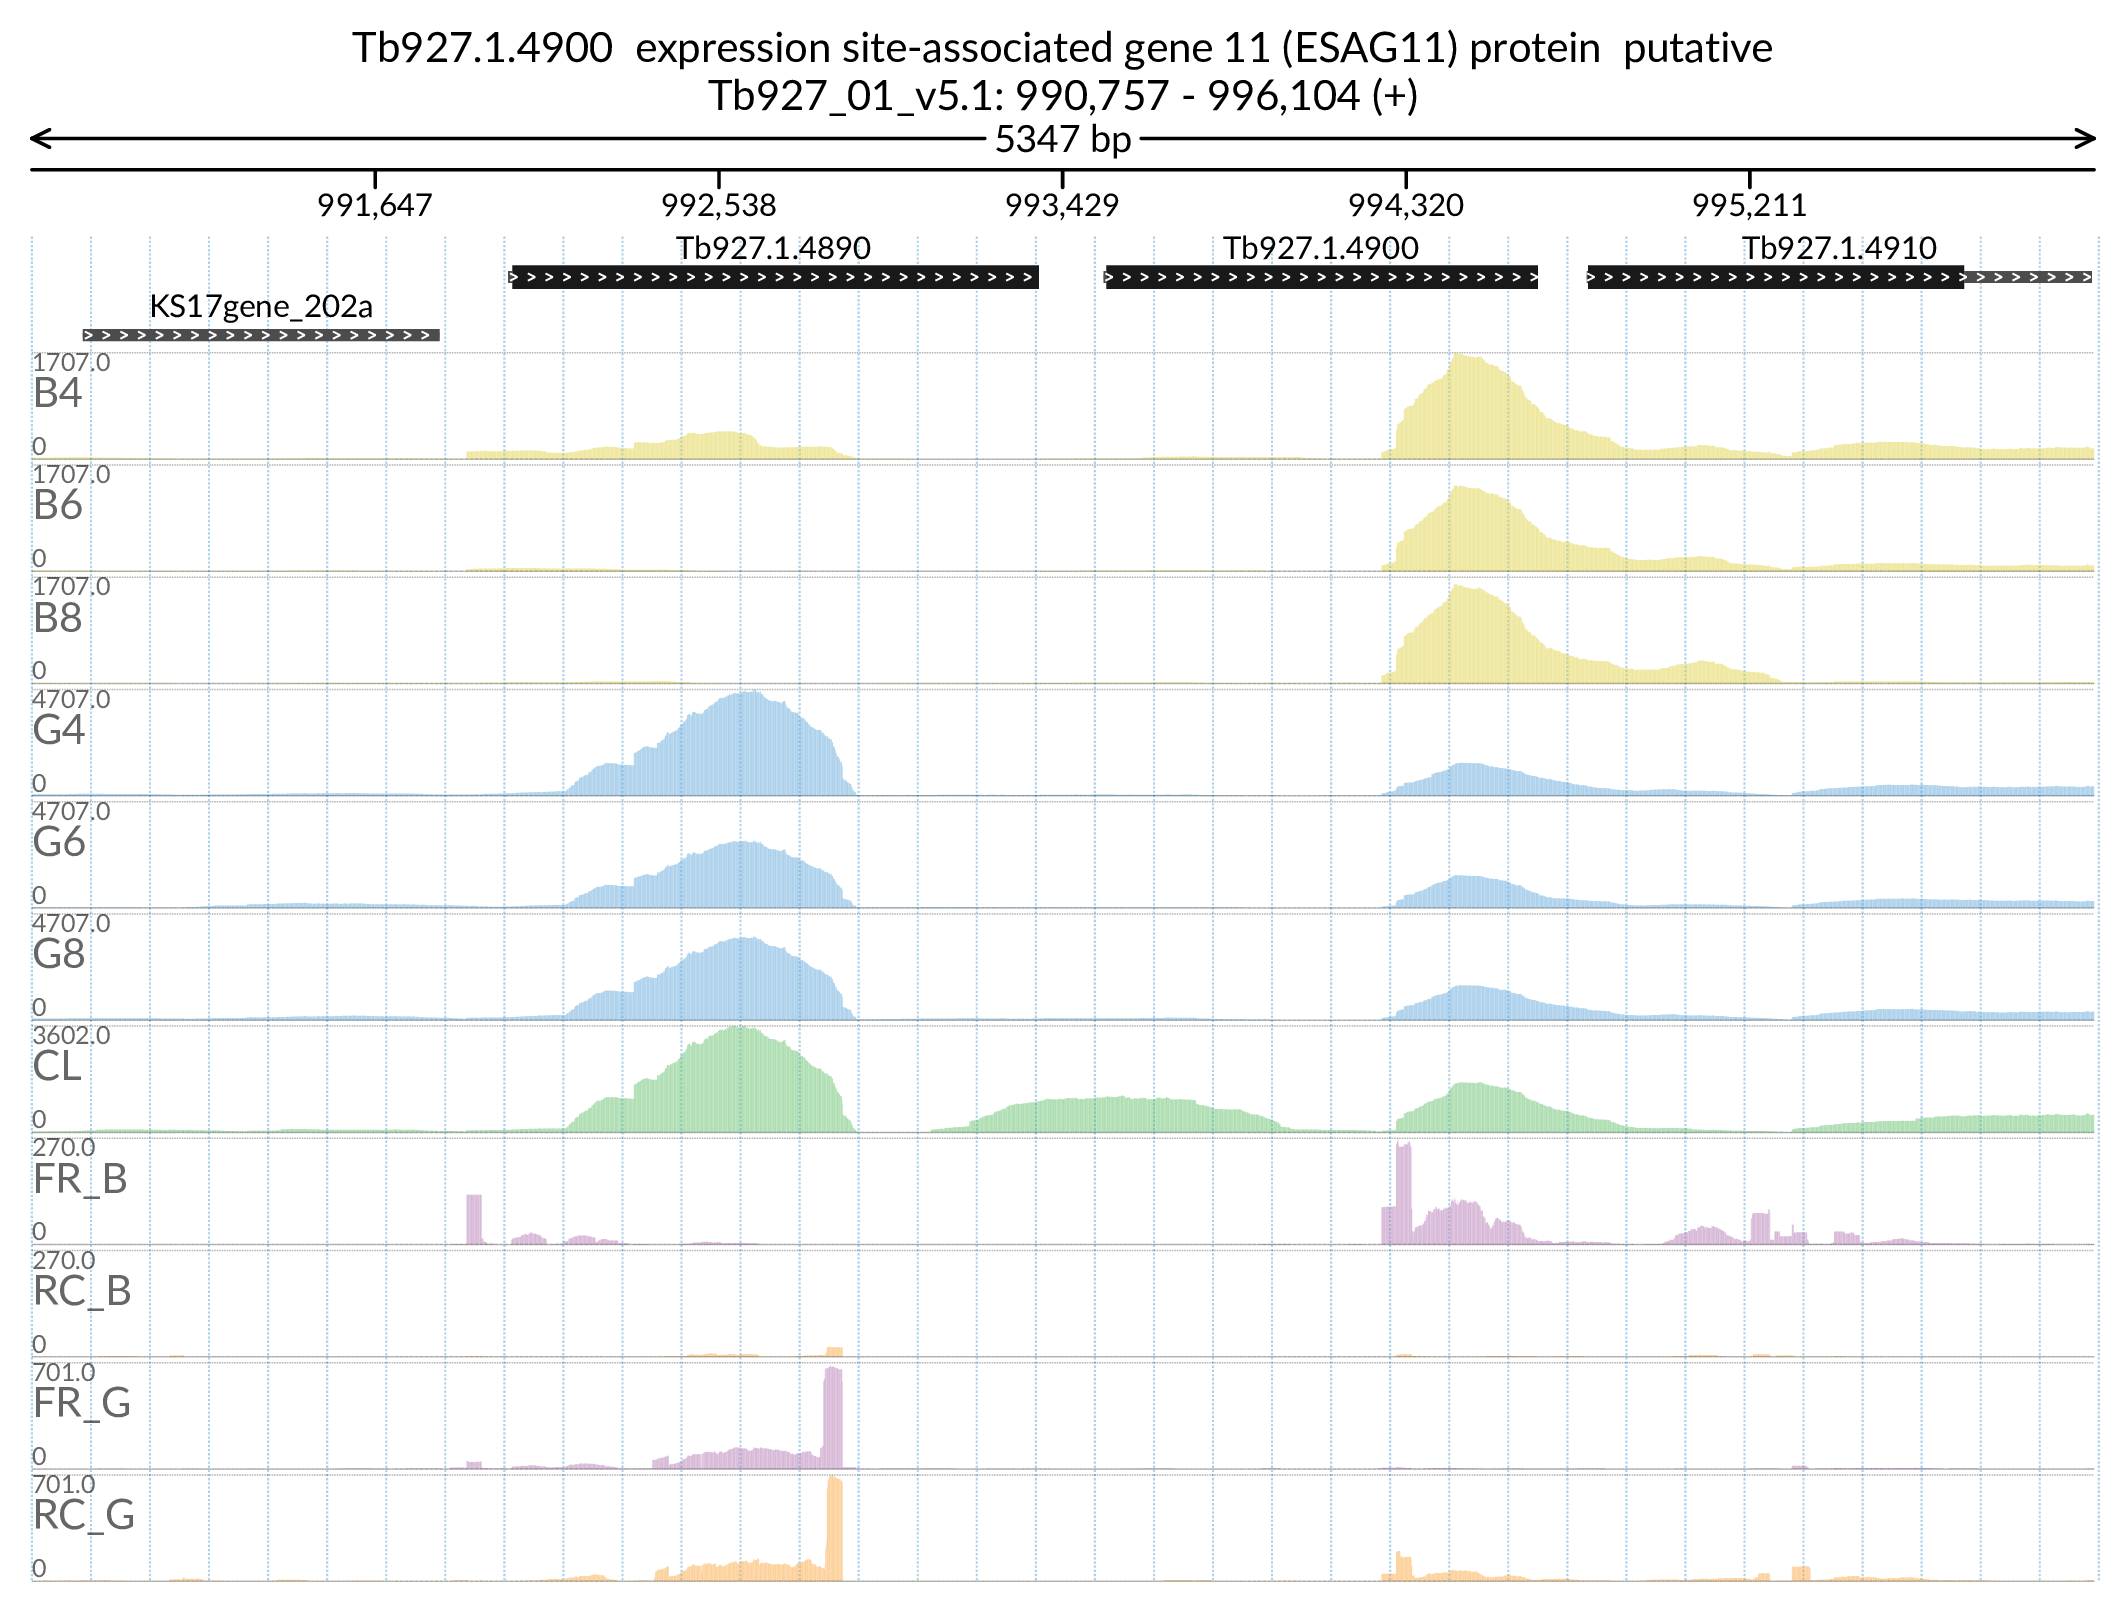 Tb927.1.4900  expression site-associated gene 11 (ESAG11) protein  putative
Tb927_01_v5.1: 990,757 - 996,104 (+)
5347 bp
991,647 992,538 993,429 994,320 995,211
Tb927.1.4890 Tb927.1.4900 Tb927.1.4910
KS17gene_202a
1707.0
B4
0
1707.0
B6
0
1707.0
B8
0
4707.0
G4
0
4707.0
G6
0
4707.0
G8
0
3602.0
CL
0
270.0
FR_B
0
270.0
RC_B
0
701.0
FR_G
0
701.0
RC_G
0